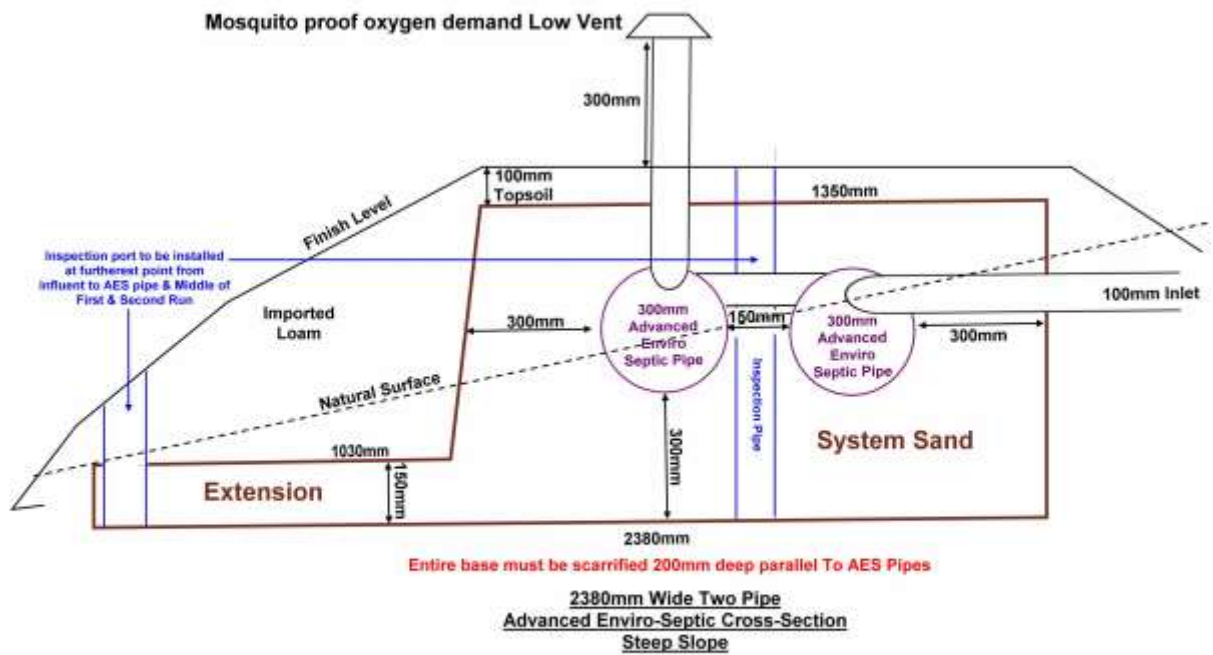 Mosquito proof oxygen demand Low Vent
300mm
100mm
Topsoil
1350mm
Finish Level
Inspection port to be installed
at furtherest point from
influent to AES pipe & Middle of
First & Second Run
Imported
Loam
300mm
300mm
Advanced
Enviro
Septic Pipe
150mm
300mm
Advanced
Enviro
Septic Pipe
100mm Inlet
300mm
Natural Surface
Inspection Pipe
300mm
System Sand
1030mm
150mm
Extension
2380mm
Entire base must be scarrified 200mm deep parallel To AES Pipes
2380mm Wide Two Pipe
Advanced Enviro-Septic Cross-Section
Steep Slope